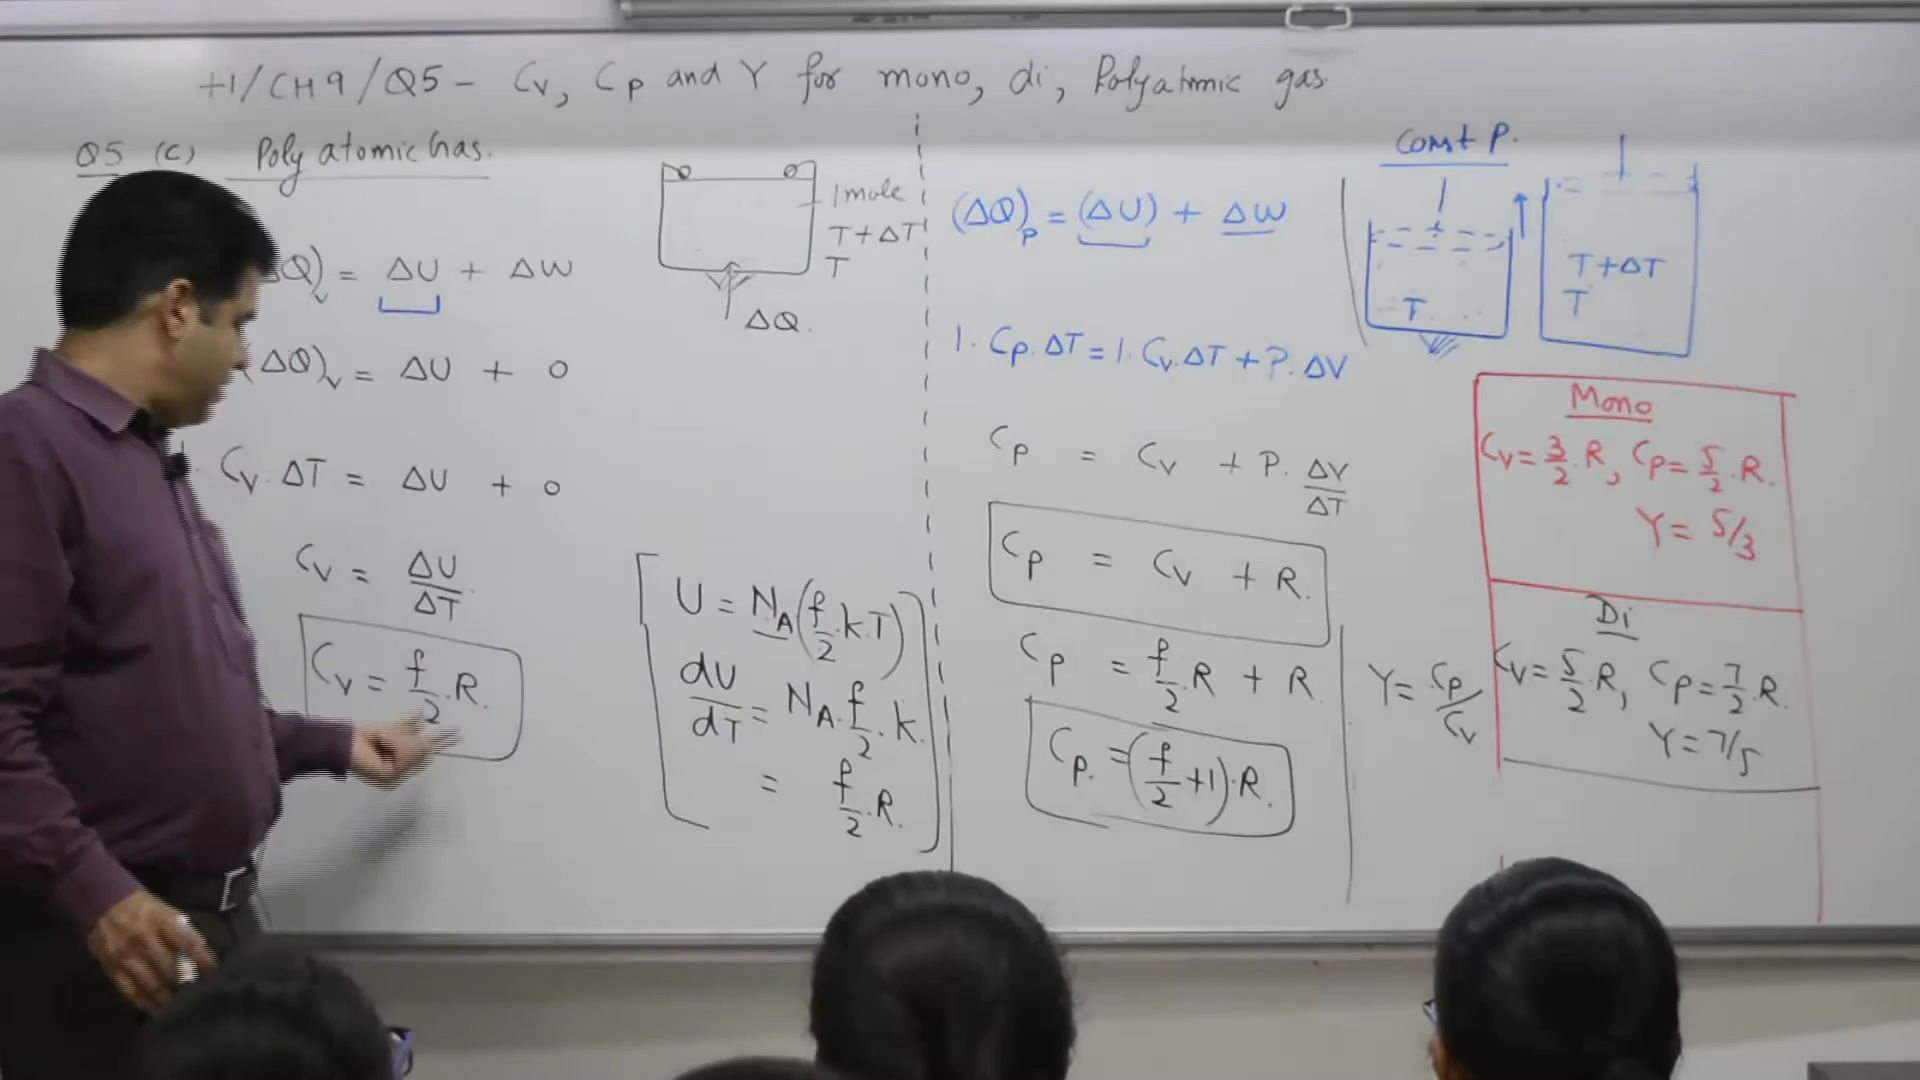 +1/CH9/Q5 - Cv, Cp and γ for mono, di, Polyatomic gas.
Q5 (c) Poly atomic Gas.
ΔQ)v = ΔU + ΔW
(ΔQ)v = ΔU + 0
Cv.ΔT = ΔU + 0
Cv = ΔU/ΔT
Cv = f/2.R.
1 mole
T+ΔT
T
ΔQ.
U = NA(f/2.k.T)
dU/dT = NA.f/2.k.
= f/2.R.
(ΔQ)p = (ΔU) + ΔW
1.Cp.ΔT = 1.Cv.ΔT + P.ΔV
Cp = Cv + P.ΔV/ΔT
Cp = Cv + R.
Cp = f/2.R + R
Cp. = (f/2+1).R.
Const P.
T
T+ΔT
T
γ = Cp/Cv
Mono
Cv = 3/2.R, Cp = 5/2.R.
γ = 5/3
Di
Cv = 5/2.R, Cp = 7/2.R.
γ = 7/5